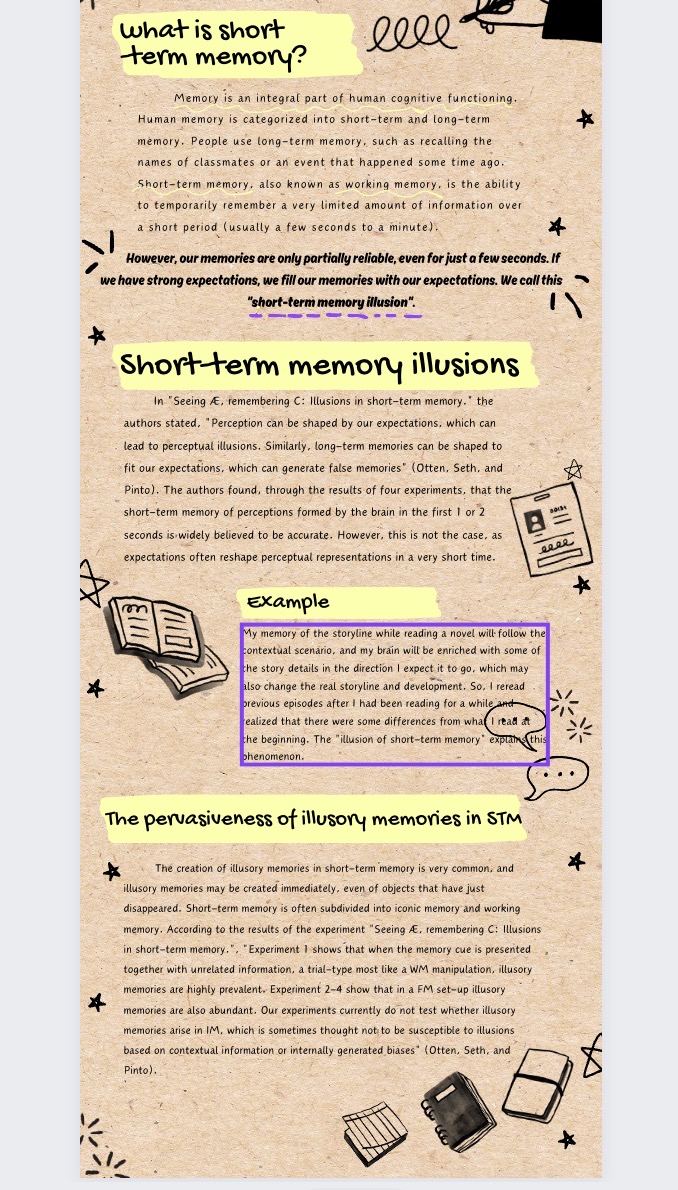 What is short
-term memory?
Memory is an integral part of human cognitive functioning.
Human memory is categorized into short-term and long-term
memory. People use long-term memory, such as recalling the
names of classmates or an event that happened some time ago.
Short-term memory, also known as working memory, is the ability
to temporarily remember a very limited amount of information over
a short period (usually a few seconds to a minute).
However, our memories are only partially reliable, even for just a few seconds. If
we have strong expectations, we fill our memories with our expectations. We call this
"short-term memory illusion".
Short-term memory illusions
In "Seeing Æ, remembering C: Illusions in short-term memory." the
authors stated, "Perception can be shaped by our expectations, which can
lead to perceptual illusions. Similarly, long-term memories can be shaped to
fit our expectations, which can generate false memories" (Otten, Seth, and
Pinto). The authors found, through the results of four experiments, that the
short-term memory of perceptions formed by the brain in the first 1 or 2
seconds is widely believed to be accurate. However, this is not the case, as
expectations often reshape perceptual representations in a very short time.
Example
My memory of the storyline while reading a novel will follow the
contextual scenario, and my brain will be enriched with some of
the story details in the direction I expect it to go, which may
also change the real storyline and development. So, I reread
previous episodes after I had been reading for a while and
realized that there were some differences from what I read at
the beginning. The "illusion of short-term memory" explains this
phenomenon.
The pervasiveness of illusory memories in STM
The creation of illusory memories in short-term memory is very common, and
illusory memories may be created immediately, even of objects that have just
disappeared. Short-term memory is often subdivided into iconic memory and working
memory. According to the results of the experiment "Seeing Æ, remembering C: Illusions
in short-term memory.", "Experiment 1 shows that when the memory cue is presented
together with unrelated information, a trial-type most like a WM manipulation, illusory
memories are highly prevalent. Experiment 2-4 show that in a FM set-up illusory
memories are also abundant. Our experiments currently do not test whether illusory
memories arise in IM, which is sometimes thought not to be susceptible to illusions
based on contextual information or internally generated biases" (Otten, Seth, and
Pinto).